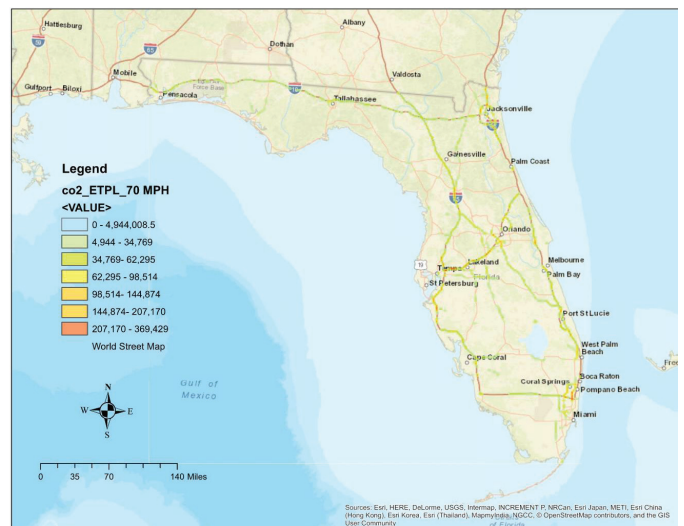 Hattiesburg
Albany
Dothan
Mobile
Valdosta
Gulfport
Biloxi
Pensacola
Force Base
Tallahassee
Jacksonville
Gainesville
Palm Coast
Legend
co2_ETPL_70 MPH
<VALUE>
0 - 4,944,008.5
4,944 - 34,769
34,769- 62,295
62,295 - 98,514
98,514- 144,874
144,874- 207,170
207,170 - 369,429
World Street Map
Orlando
19
Tampa
Lakeland
Florida
Melbourne
Palm Bay
St Petersburg
Port St Lucie
West Palm
Beach
Cape Coral
Boca Raton
Coral Springs
Pompano Beach
Miami
Gulf of
Mexico
N
W
E
S
0 35 70 140 Miles
Sources: Esri, HERE, DeLorme, USGS, Intermap, INCREMENT P, NRCan, Esri Japan, METI, Esri China
(Hong Kong), Esri Korea, Esri (Thailand), MapmyIndia, NGCC, © OpenStreetMap contributors, and the GIS
User Community